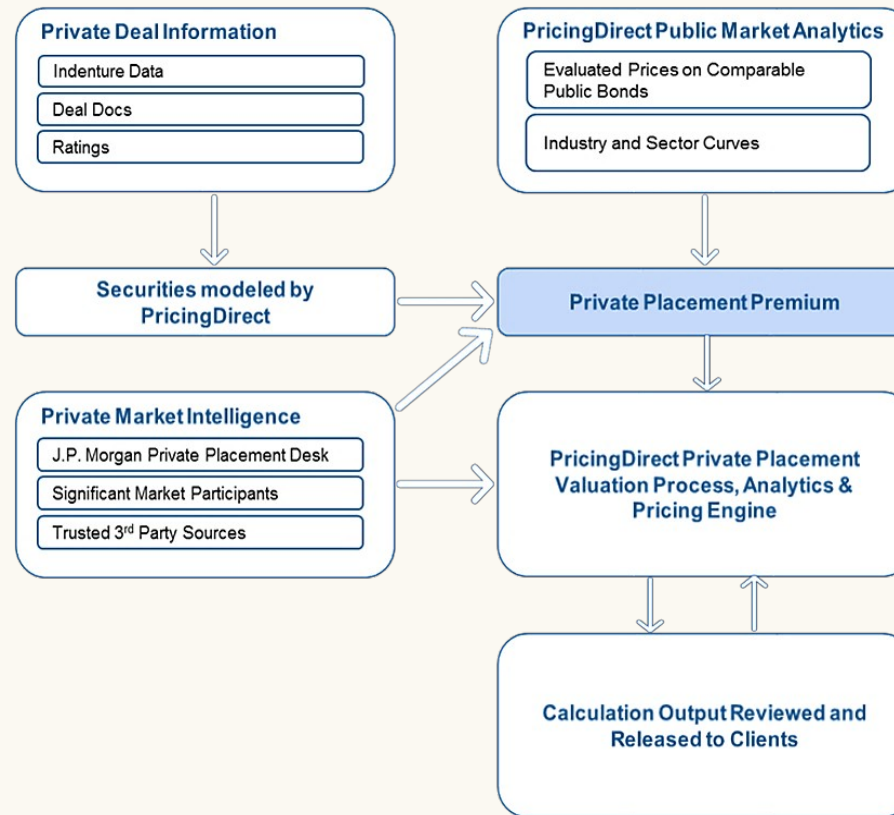 Private Deal Information
Indenture Data
Deal Docs
Ratings
PricingDirect Public Market Analytics
Evaluated Prices on Comparable
Public Bonds
Industry and Sector Curves
Securities modeled by
PricingDirect
Private Placement Premium
Private Market Intelligence
J.P. Morgan Private Placement Desk
Significant Market Participants
Trusted 3rd Party Sources
PricingDirect Private Placement
Valuation Process, Analytics &
Pricing Engine
Calculation Output Reviewed and
Released to Clients